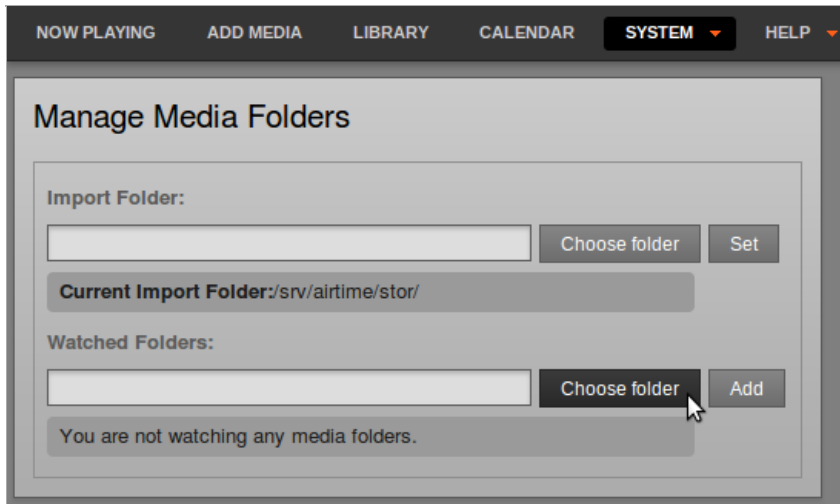 NOW PLAYING ADD MEDIA LIBRARY CALENDAR SYSTEM HELP
Manage Media Folders
Import Folder:
Choose folder Set
Current Import Folder:/srv/airtime/stor/
Watched Folders:
Choose folder Add
You are not watching any media folders.